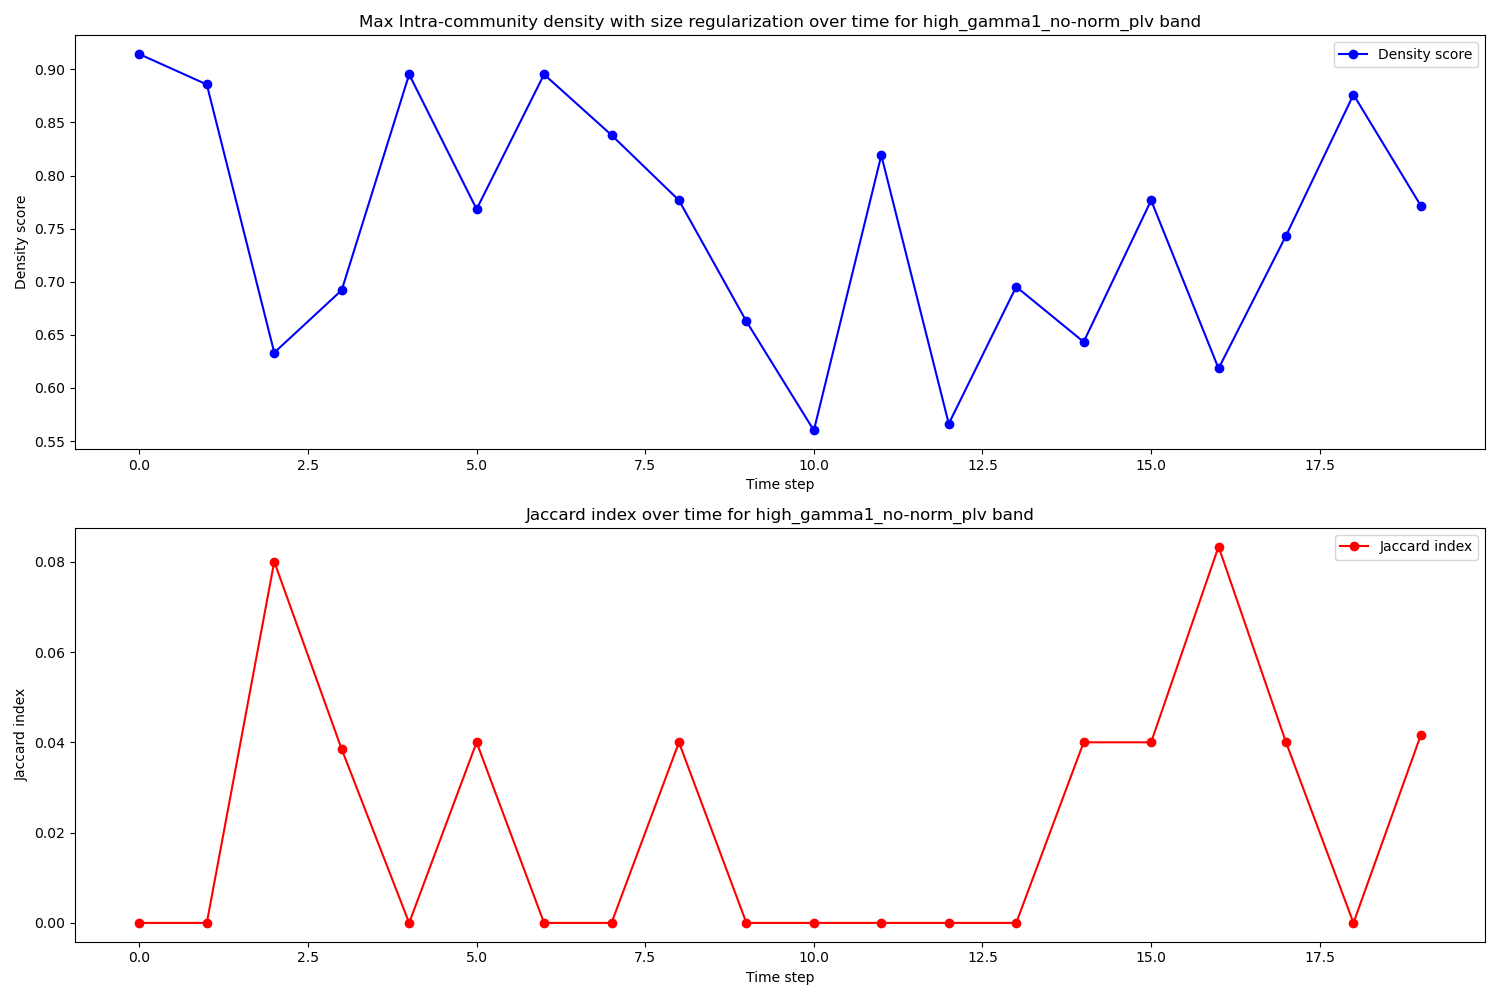 Max Intra-community density with size regularization over time for high_gamma1_no-norm_plv band
Density score
0.90
0.85
0.80
0.75
0.70
0.65
0.60
0.55
Density score
0.0 2.5 5.0 7.5 10.0 12.5 15.0 17.5
Time step
Jaccard index over time for high_gamma1_no-norm_plv band
Jaccard index
0.08
0.06
0.04
0.02
0.00
Jaccard index
0.0 2.5 5.0 7.5 10.0 12.5 15.0 17.5
Time step